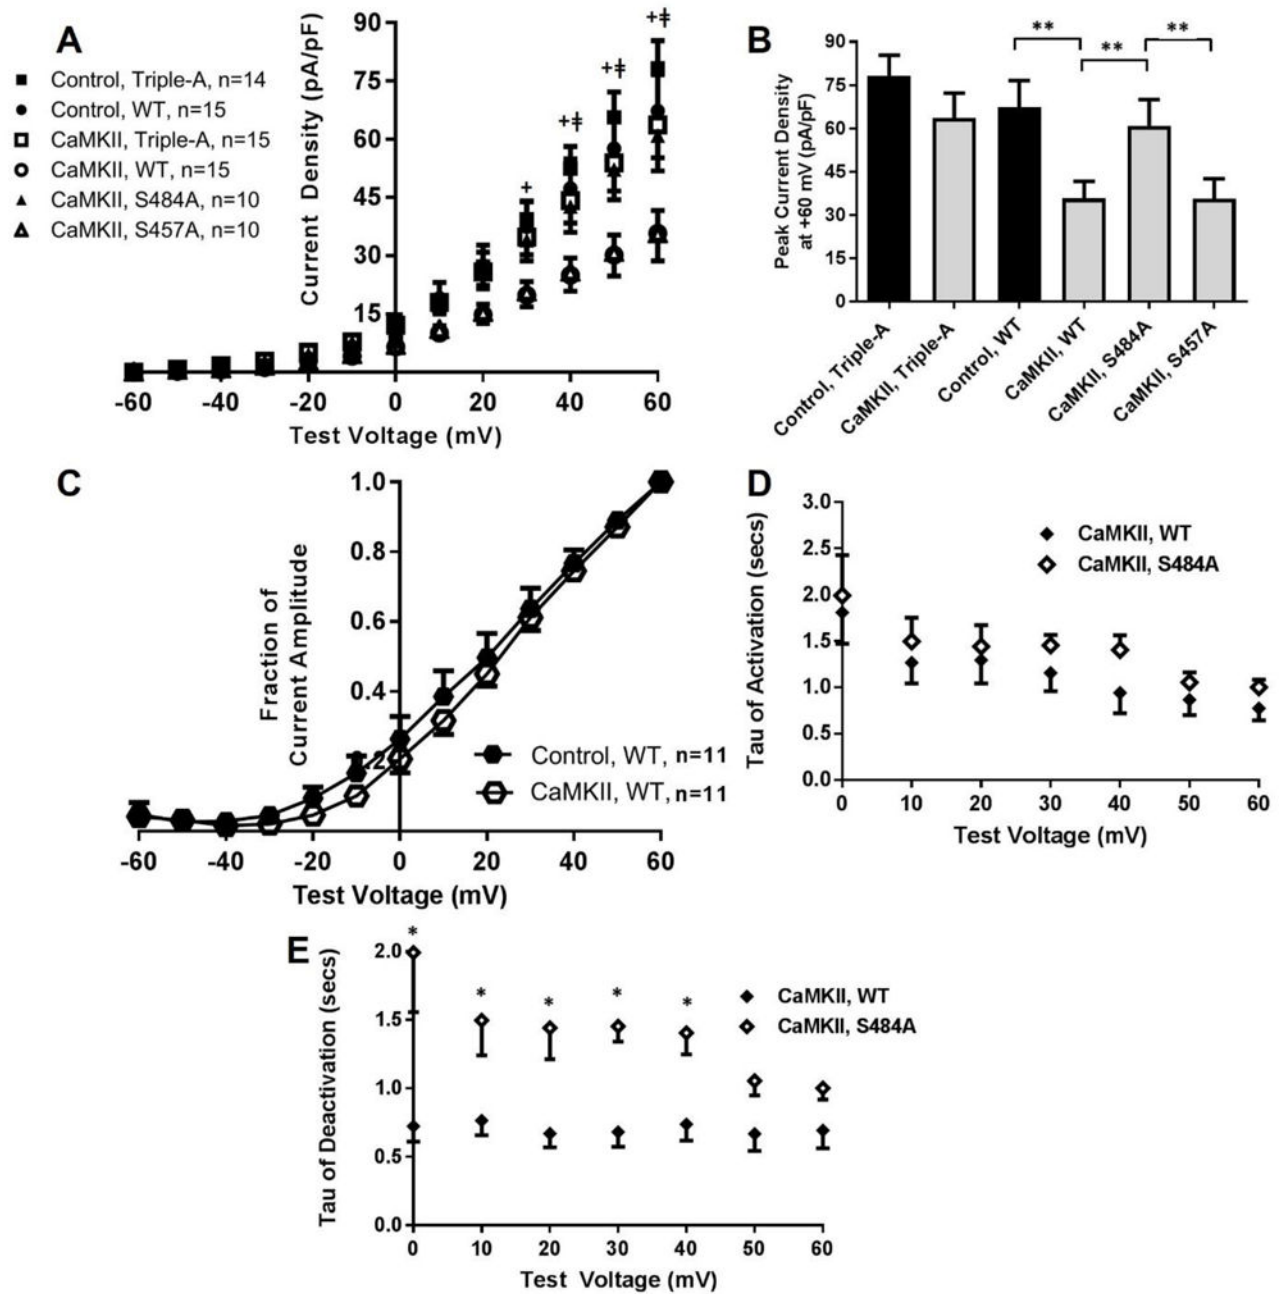 A
Control, Triple-A, n=14
Control, WT, n=15
CaMKII, Triple-A, n=15
CaMKII, WT, n=15
CaMKII, S484A, n=10
CaMKII, S457A, n=10
Current Density (pA/pF)
90
75
60
45
30
15
+
+ǂ
+ǂ
+ǂ
-60 -40 -20 0 20 40 60
Test Voltage (mV)
B
Peak Current Density
at +60 mV (pA/pF)
90
75
60
45
30
15
0
** ** **
Control, Triple-A
CaMKII, Triple-A
Control, WT
CaMKII, WT
CaMKII, S484A
CaMKII, S457A
C
Fraction of
Current Amplitude
1.0
0.8
0.6
0.4
Control, WT, n=11
CaMKII, WT, n=11
-60 -40 -20 0 20 40 60
Test Voltage (mV)
D
Tau of Activation (secs)
3.0
2.5
2.0
1.5
1.0
0.5
0.0
CaMKII, WT
CaMKII, S484A
0 10 20 30 40 50 60
Test Voltage (mV)
E
Tau of Deactivation (secs)
2.0
1.5
1.0
0.5
0.0
* * * * *
CaMKII, WT
CaMKII, S484A
0 10 20 30 40 50 60
Test Voltage (mV)